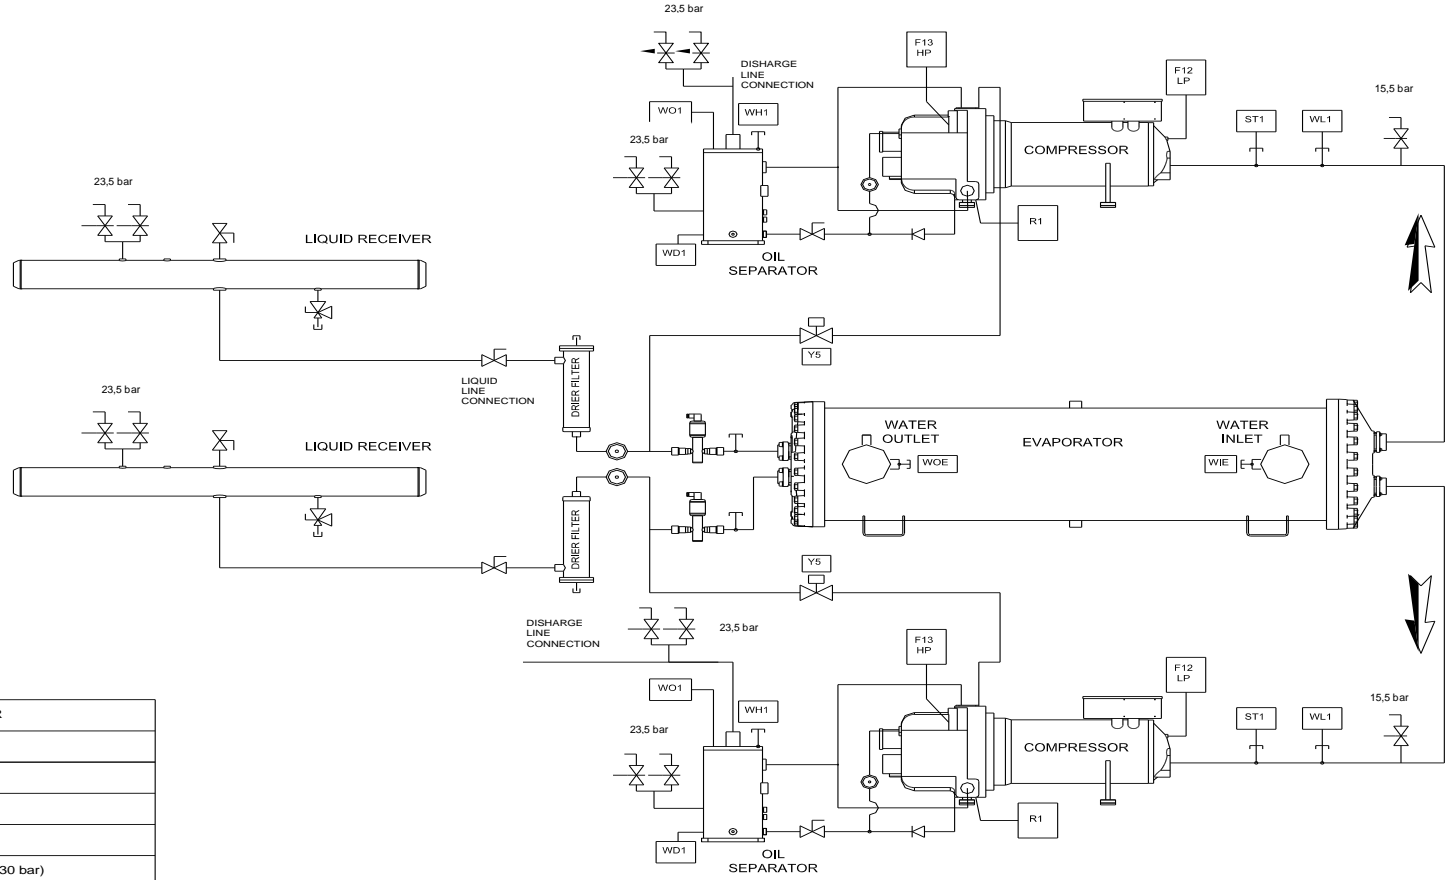 23,5 bar
DISHARGE
LINE
CONNECTION
F13
HP
F12
LP
15,5 bar
WO1
WH1
ST1
WL1
23,5 bar
COMPRESSOR
23,5 bar
R1
LIQUID RECEIVER
WD1
OIL
SEPARATOR
Y5
DRIER FILTER
23,5 bar
LIQUID
LINE
CONNECTION
WATER
OUTLET
EVAPORATOR
WATER
INLET
LIQUID RECEIVER
WOE
WIE
DRIER FILTER
Y5
DISHARGE
LINE
CONNECTION
23,5 bar
F13
HP
F12
LP
WO1
WH1
15,5 bar
ST1
WL1
23,5 bar
COMPRESSOR
R1
WD1
OIL
SEPARATOR
30 bar)